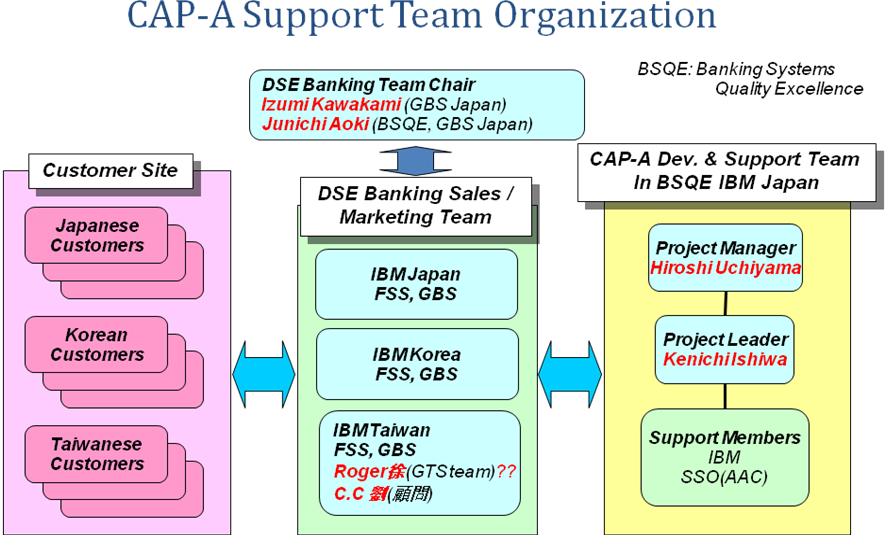 CAP-A Support Team Organization
BSQE: Banking Systems
Quality Excellence
DSE Banking Team Chair
Izumi Kawakami (GBS Japan)
Junichi Aoki (BSQE, GBS Japan)
Customer Site
Japanese
Customers
Korean
Customers
Taiwanese
Customers
DSE Banking Sales /
Marketing Team
IBM Japan
FSS, GBS
IBM Korea
FSS, GBS
IBM Taiwan
FSS, GBS
Roger徐(GTS team)??
C.C 劉(顧問)
CAP-A Dev. & Support Team
In BSQE IBM Japan
Project Manager
Hiroshi Uchiyama
Project Leader
Kenichi Ishiwa
Support Members
IBM
SSO(AAC)